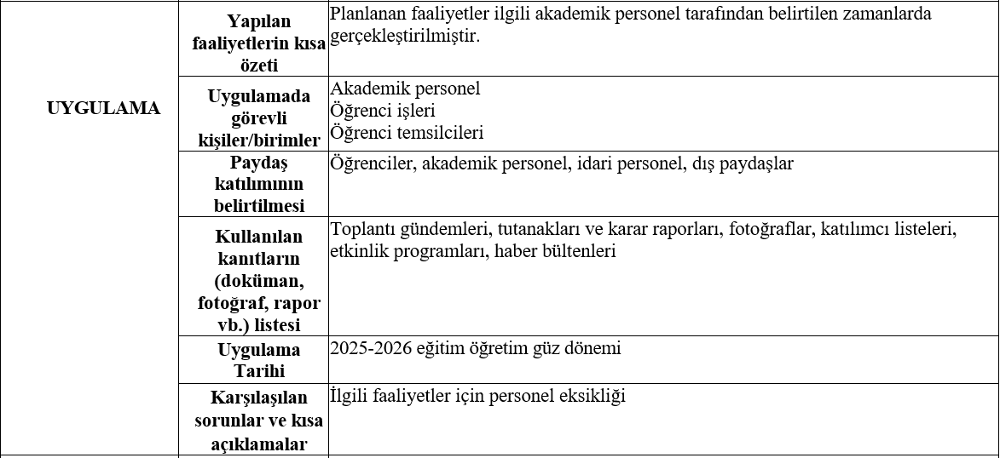 UYGULAMA
Yapılan
faaliyetlerin kısa
özeti
Planlanan faaliyetler ilgili akademik personel tarafından belirtilen zamanlarda
gerçekleştirilmiştir.
Uygulamada
görevli
kişiler/birimler
Akademik personel
Öğrenci işleri
Öğrenci temsilcileri
Paydaş
katılımının
belirtilmesi
Öğrenciler, akademik personel, idari personel, dış paydaşlar
Kullanılan
kanıtların
(doküman,
fotoğraf, rapor
vb.) listesi
Toplantı gündemleri, tutanakları ve karar raporları, fotoğraflar, katılımcı listeleri,
etkinlik programları, haber bültenleri
Uygulama
Tarihi
2025-2026 eğitim öğretim güz dönemi
Karşılaşılan
sorunlar ve kısa
açıklamalar
İlgili faaliyetler için personel eksikliği